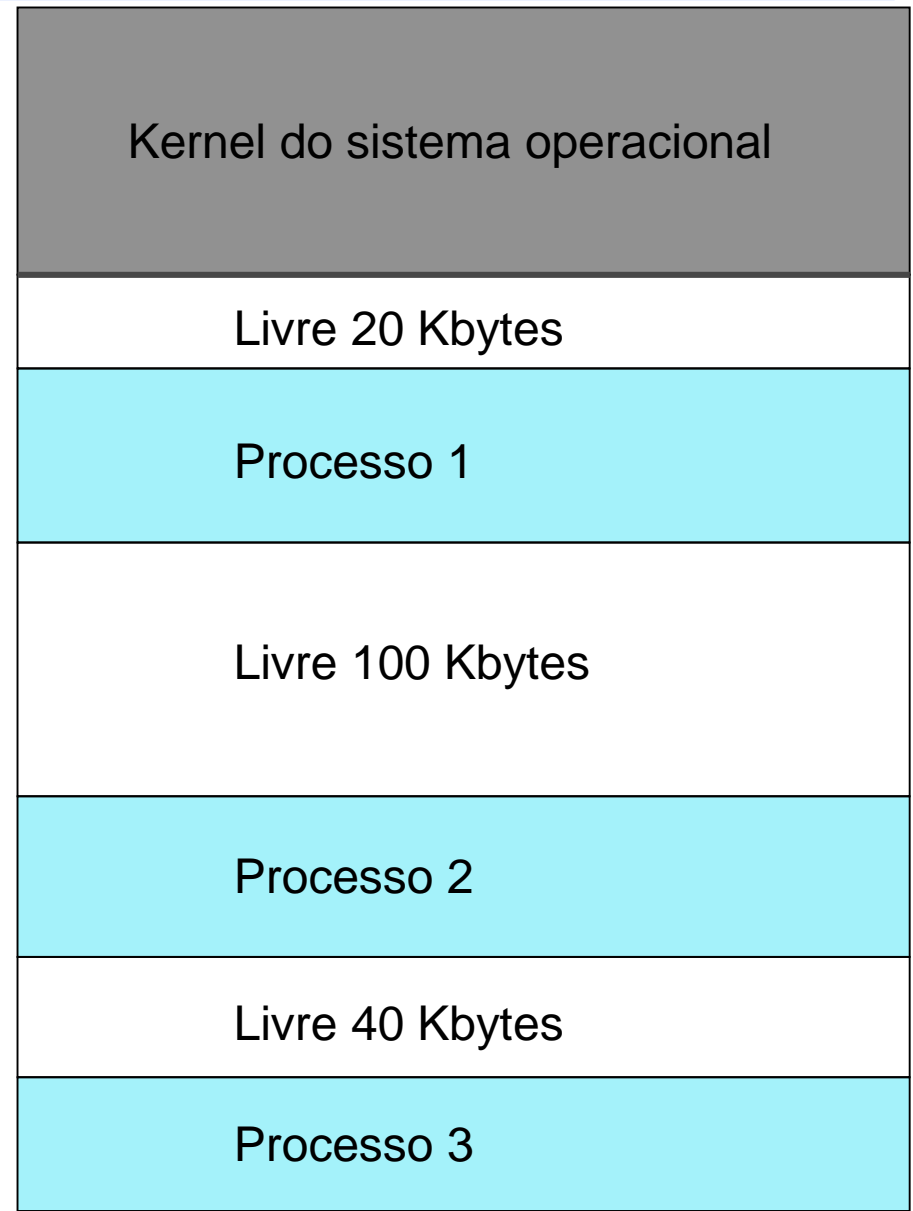 Kernel do sistema operacional
Livre 20 Kbytes
Processo 1
Livre 100 Kbytes
Processo 2
Livre 40 Kbytes
Processo 3